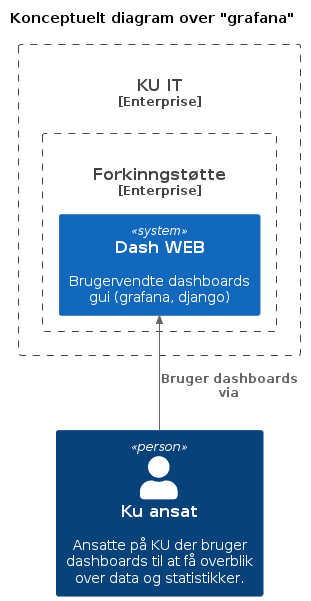 Konceptuelt diagram over "grafana"
KU IT
[Enterprise]
Forkinngstøtte
[Enterprise]
«system»
Dash WEB
Brugervendte dashboards
gui (grafana, django)
Bruger dashboards
via
«person»
Ku ansat
Ansatte på KU der bruger
dashboards til at få overblik
over data og statistikker.